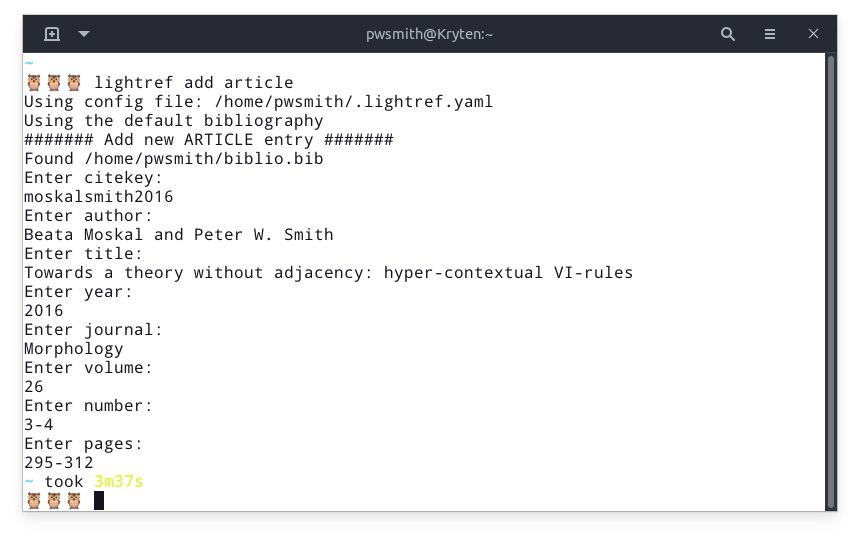 pwsmith@Kryten:~
~
🦉🦉🦉 lightref add article
Using config file: /home/pwsmith/.lightref.yaml
Using the default bibliography
####### Add new ARTICLE entry #######
Found /home/pwsmith/biblio.bib
Enter citekey:
moskalsmith2016
Enter author:
Beata Moskal and Peter W. Smith
Enter title:
Towards a theory without adjacency: hyper-contextual VI-rules
Enter year:
2016
Enter journal:
Morphology
Enter volume:
26
Enter number:
3-4
Enter pages:
295-312
~ took 3m37s
🦉🦉🦉